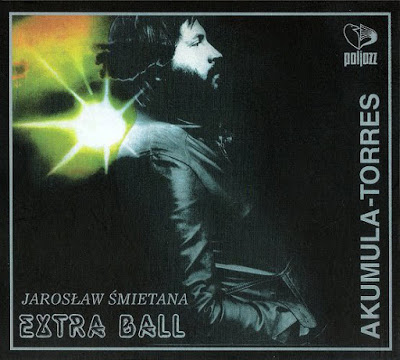 poljazz
AKUMULA-TORRES
JAROSŁAW ŚMIETANA
EXTRA BALL